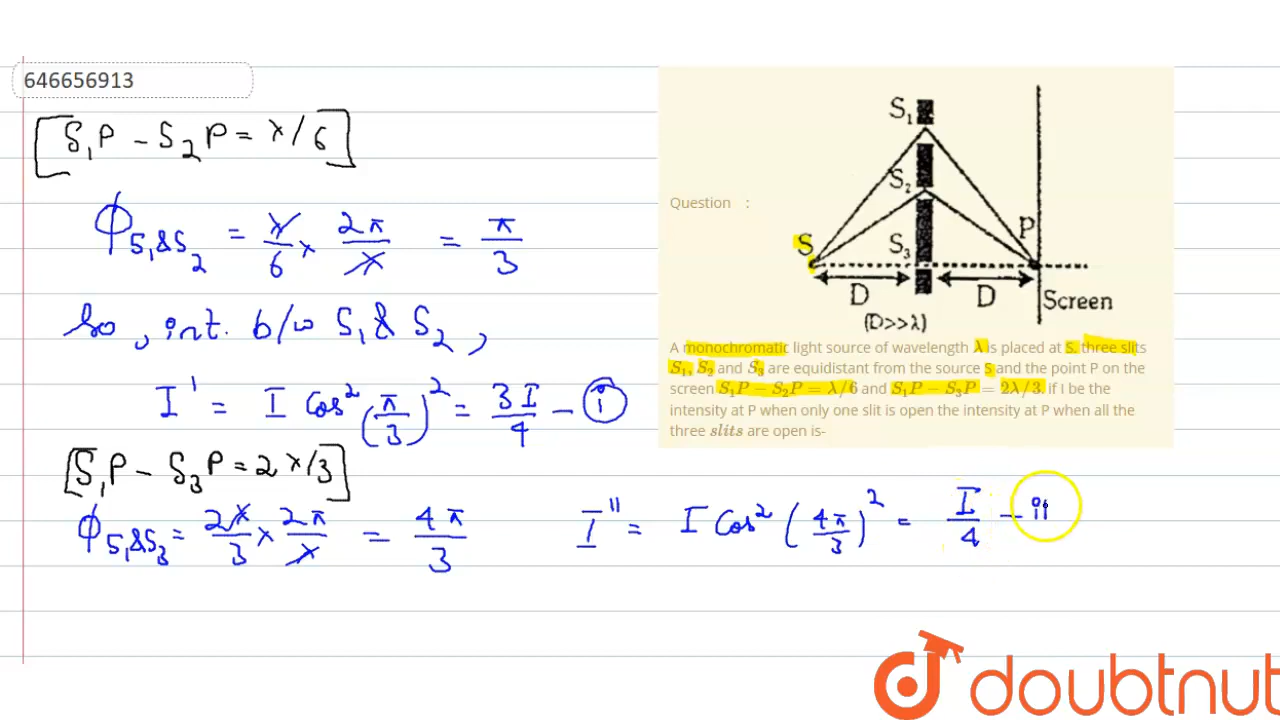 646656913
[S₁P - S₂P = λ/6]
ϕS₁&S₂ = λ/6 × 2π/λ = π/3
So, int. b/w S₁ & S₂,
I' = I Cos² (π/3)² = 3I/4 - (i)
[S₁P - S₃P = 2λ/3]
ϕS₁&S₃ = 2λ/3 × 2π/λ = 4π/3
I'' = I Cos² (4π/3)² = I/4 - ii
Question :
S₁
S₂
S
S₃
P
D
D
Screen
(D>>λ)
A monochromatic light source of wavelength λ is placed at S. three slits
S₁, S₂ and S₃ are equidistant from the source S and the point P on the
screen S₁P − S₂P = λ/6 and S₁P − S₃P = 2λ/3. if I be the
intensity at P when only one slit is open the intensity at P when all the
three slits are open is-
doubtnut